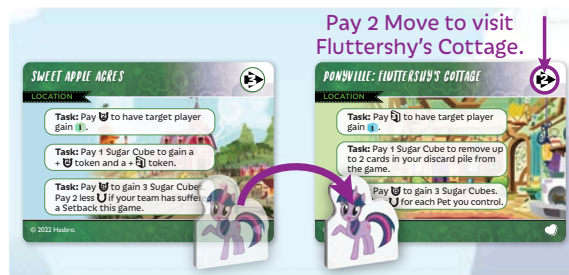 Pay 2 Move to visit
Fluttershy's Cottage.
SWEET APPLE ACRES
2
LOCATION
Task: Pay to have target player
gain 1.
Task: Pay 1 Sugar Cube to gain a
+ token and a + token.
Task: Pay to gain 3 Sugar Cubes.
Pay less if your team has suffered
a Setback this game.
© 2022 Hasbro.
PONYVILLE: FLUTTERSHY'S COTTAGE
2
LOCATION
Task: Pay to have target player
gain 1.
Task: Pay 1 Sugar Cube to remove up
to 2 cards in your discard pile from
the game.
Pay to gain 3 Sugar Cubes.
for each Pet you control.